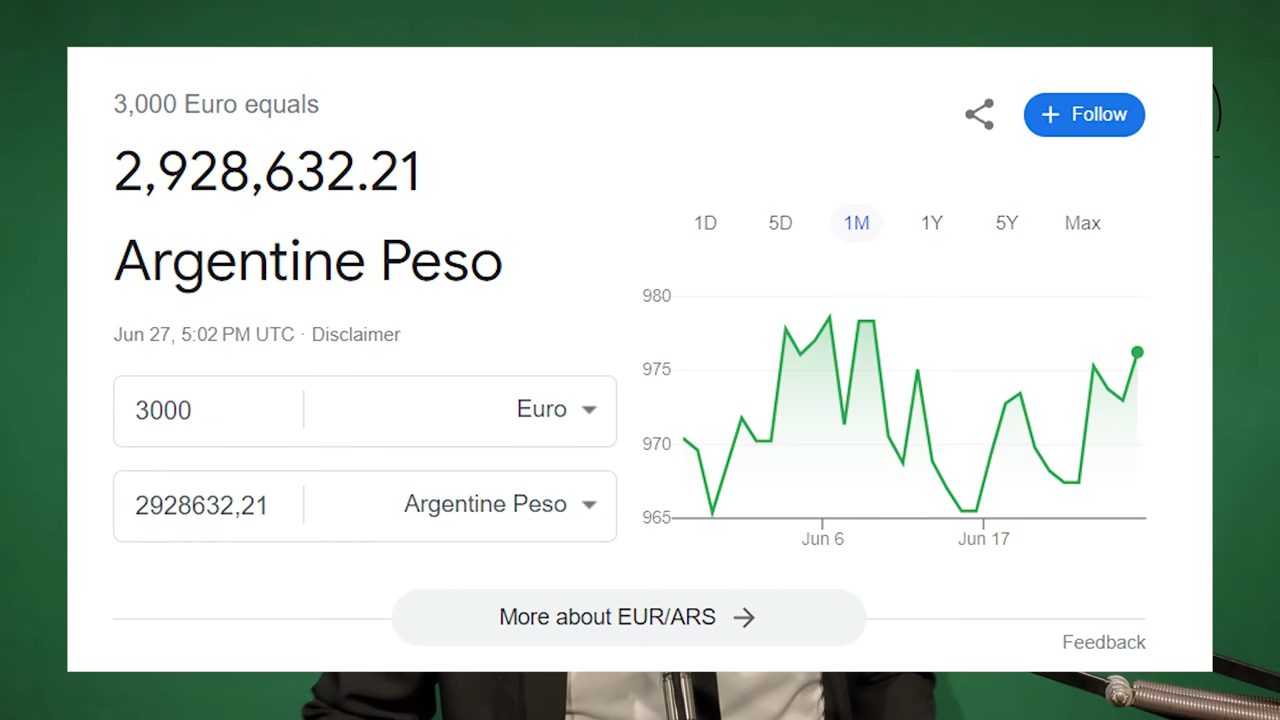 3,000 Euro equals
2,928,632.21
Argentine Peso
Jun 27, 5:02 PM UTC · Disclaimer
3000 Euro
2928632,21 Argentine Peso
+ Follow
1D 5D 1M 1Y 5Y Max
980
975
970
965
Jun 6 Jun 17
More about EUR/ARS →
Feedback